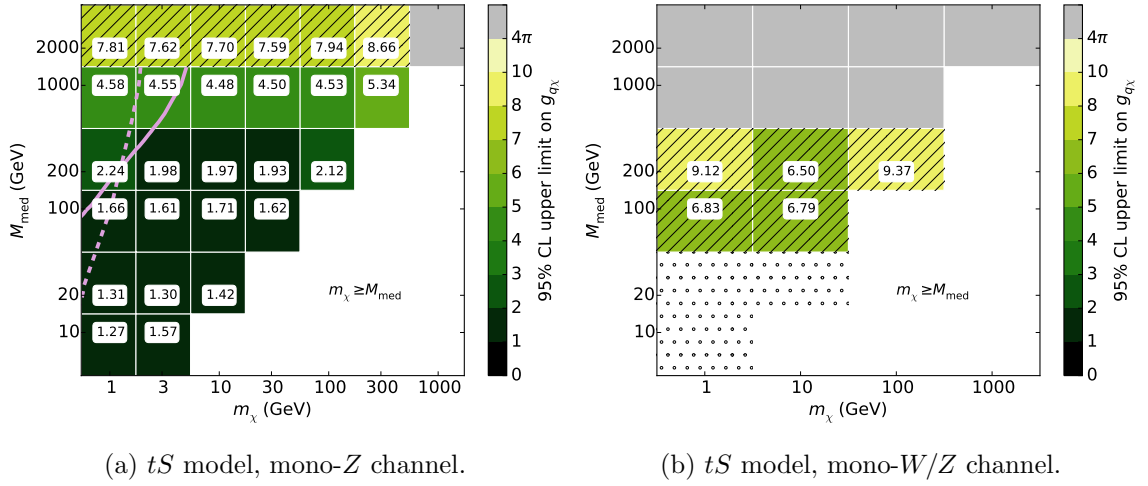 2000
1000
200
100
20
10
M_med (GeV)
7.81 7.62 7.70 7.59 7.94 8.66
4.58 4.55 4.48 4.50 4.53 5.34
2.24 1.98 1.97 1.93 2.12
1.66 1.61 1.71 1.62
1.31 1.30 1.42
1.27 1.57
m_χ ≥ M_med
1 3 10 30 100 300 1000
m_χ (GeV)
4π
10
8
7
6
5
4
3
2
1
0
95% CL upper limit on g_qχ
(a) tS model, mono-Z channel.
2000
1000
200
100
20
10
M_med (GeV)
9.12 6.50 9.37
6.83 6.79
m_χ ≥ M_med
1 10 100 1000
m_χ (GeV)
4π
10
8
7
6
5
4
3
2
1
0
95% CL upper limit on g_qχ
(b) tS model, mono-W/Z channel.